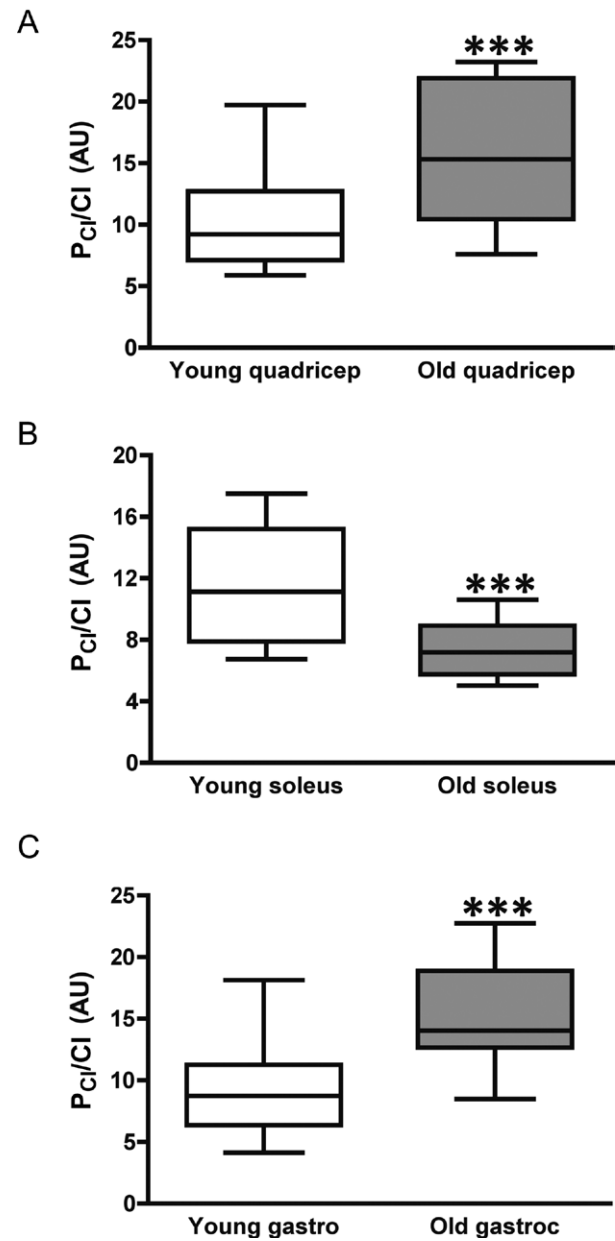 A
25
20
15
10
5
0
PCI/CI (AU)
***
Young quadricep Old quadricep
B
20
16
12
8
4
0
PCI/CI (AU)
***
Young soleus Old soleus
C
25
20
15
10
5
0
PCI/CI (AU)
***
Young gastro Old gastroc